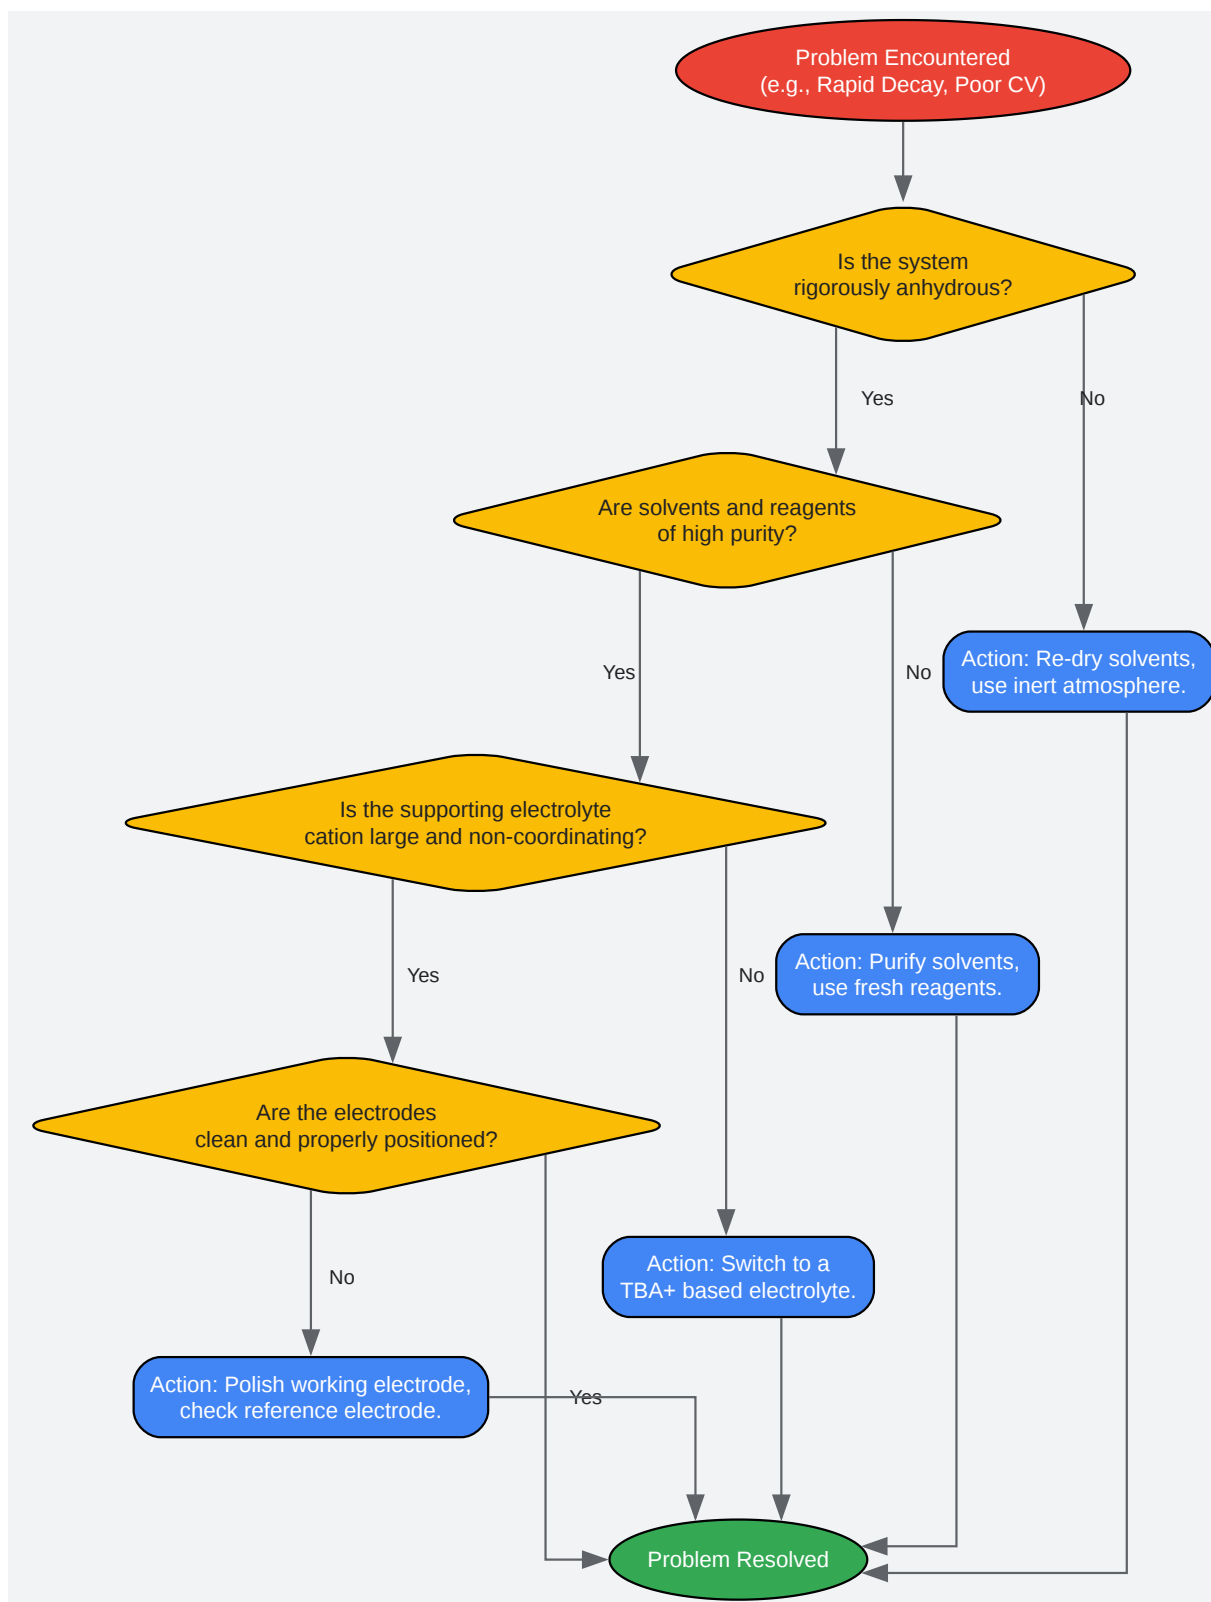 Problem Encountered
(e.g., Rapid Decay, Poor CV)
Is the system
rigorously anhydrous?
Yes
No
Are solvents and reagents
of high purity?
Yes
No
Action: Re-dry solvents,
use inert atmosphere.
Is the supporting electrolyte
cation large and non-coordinating?
Yes
No
Action: Purify solvents,
use fresh reagents.
Are the electrodes
clean and properly positioned?
No
Action: Switch to a
TBA+ based electrolyte.
Action: Polish working electrode,
check reference electrode.
Yes
Problem Resolved